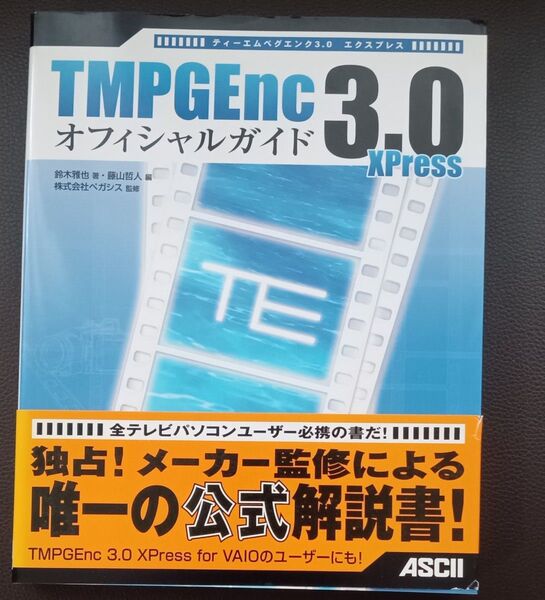 ティーエムペグエンク3.0 エクスプレス
TMPGEnc 3.0
XPress
オフィシャルガイド
鈴木雅也 著・藤山哲人 編
株式会社ペガシス 監修
TE
全テレビパソコンユーザー必携の書だ!
独占! メーカー監修による
唯一の公式解説書!
TMPGEnc 3.0 XPress for VAIOのユーザーにも!
ASCII